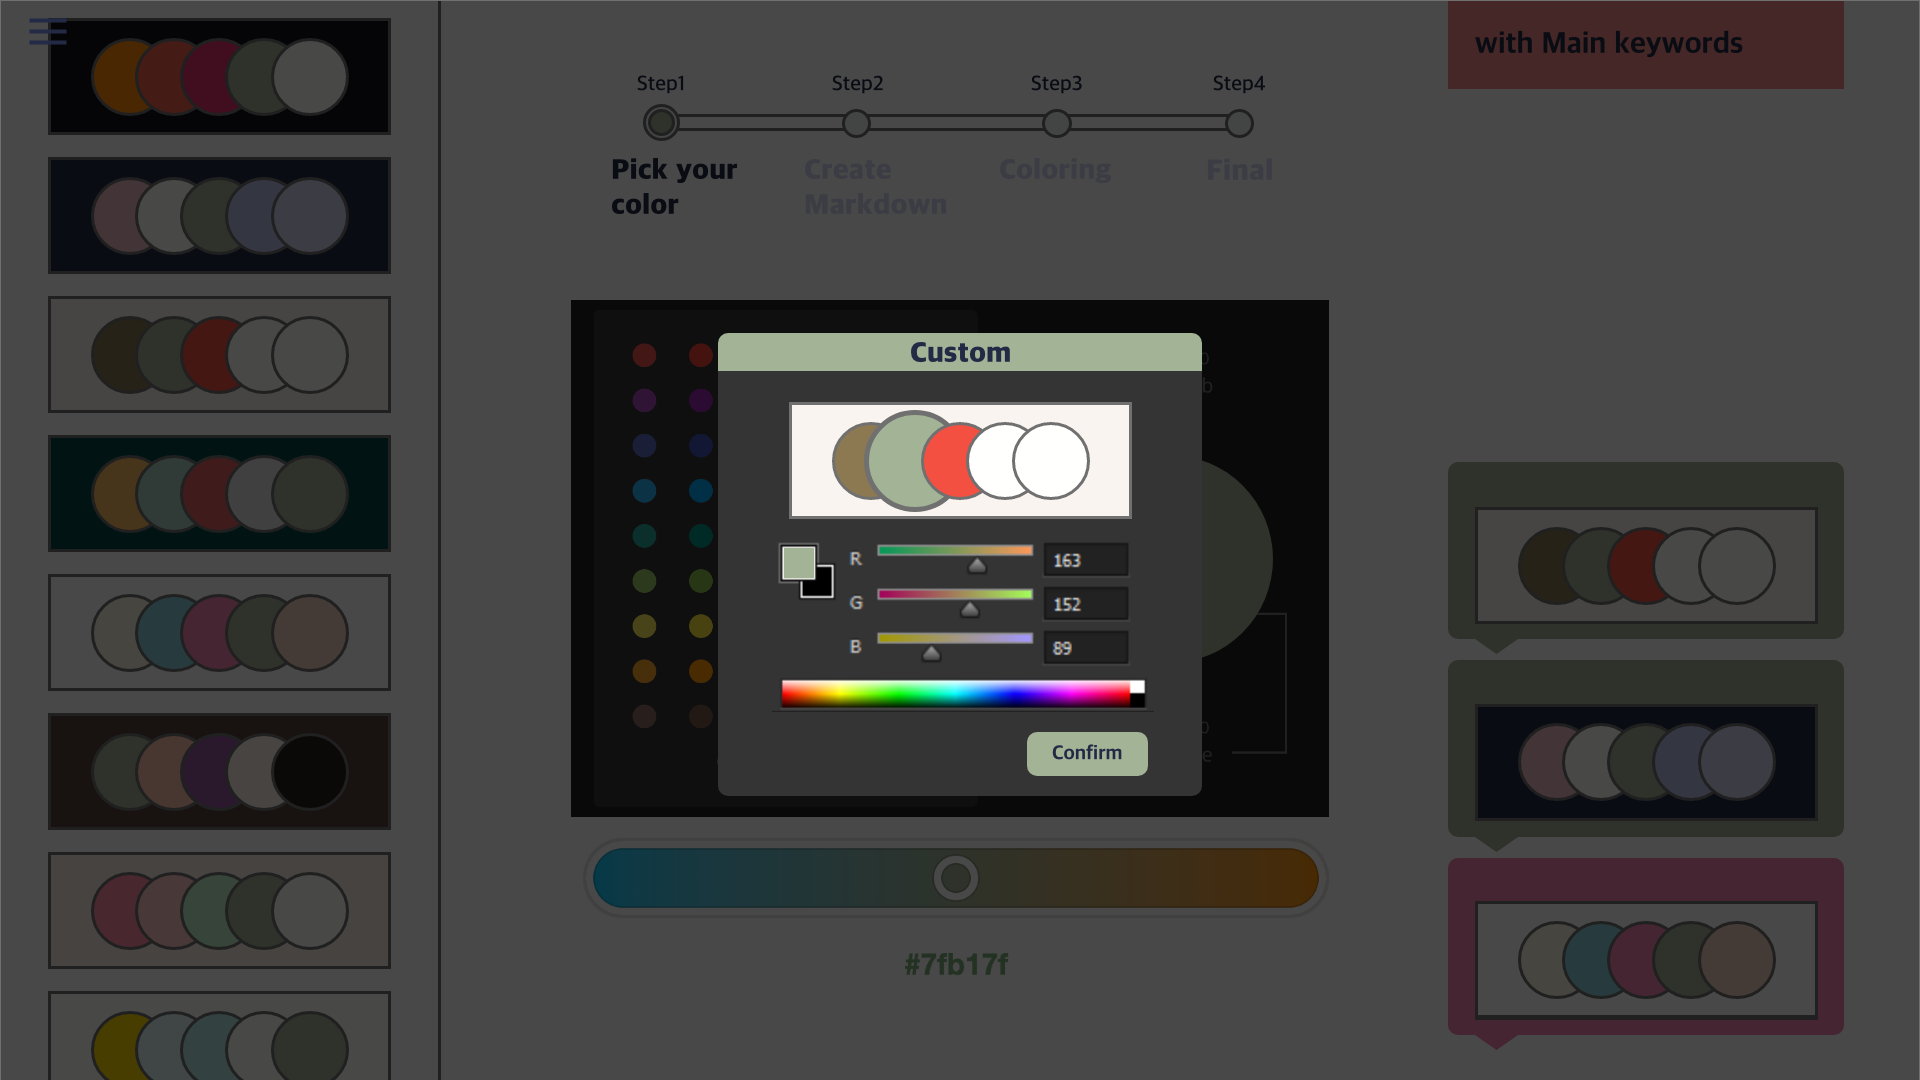 with Main keywords
Step1 Step2 Step3 Step4
Pick your
color
Create
Markdown
Coloring
Final
Custom
R 163
G 152
B 89
Confirm
#7fb17f